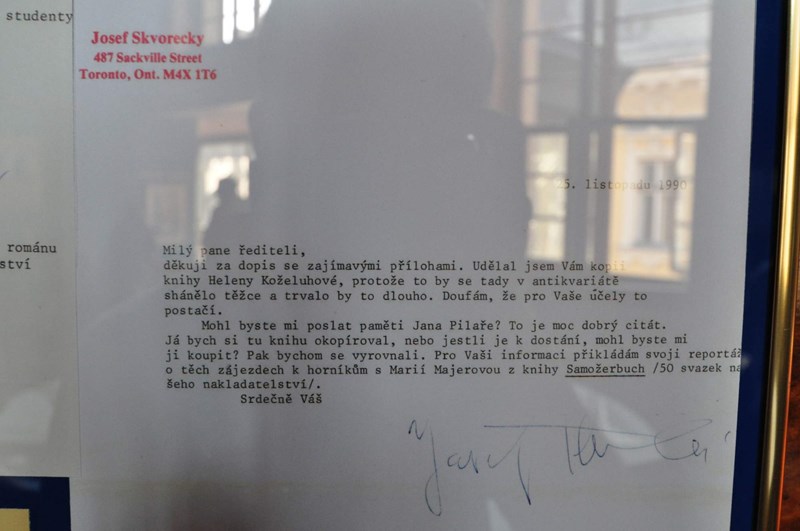 studenty
románu
ství
Josef Skvorecky
487 Sackville Street
Toronto, Ont. M4X 1T6
25. listopadu 1990
Milý pane řediteli,
děkuji za dopis se zajímavými přílohami. Udělal jsem Vám kopii
knihy Heleny Koželuhové, protože to by se tady v antikvariátě
shánělo těžce a trvalo by to dlouho. Doufám, že pro Vaše účely to
postačí.
Mohl byste mi poslat paměti Jana Pilaře? To je moc dobrý citát.
Já bych si tu knihu okopíroval, nebo jestli je k dostání, mohl byste mi
ji koupit? Pak bychom se vyrovnali. Pro Vaši informaci přikládám svoji reportáž
o těch zájezdech k horníkům s Marií Majerovou z knihy Samožerbuch /50 svazek na
šeho nakladatelství/.
Srdečně Váš
Josef